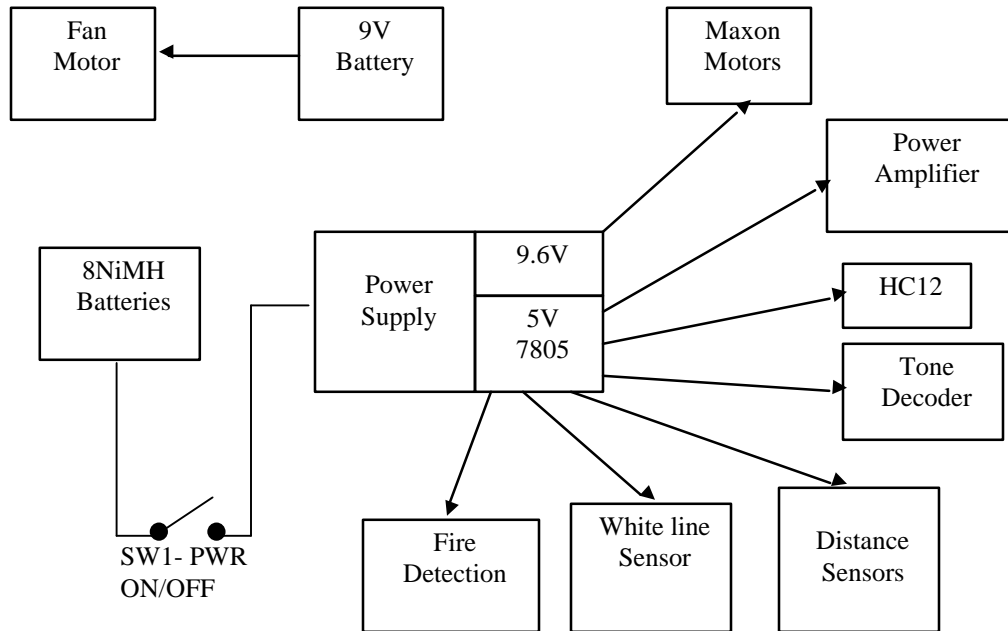 Fan
Motor
9V
Battery
Maxon
Motors
Power
Amplifier
8NiMH
Batteries
Power
Supply
9.6V
5V
7805
HC12
Tone
Decoder
SW1- PWR
ON/OFF
Fire
Detection
White line
Sensor
Distance
Sensors